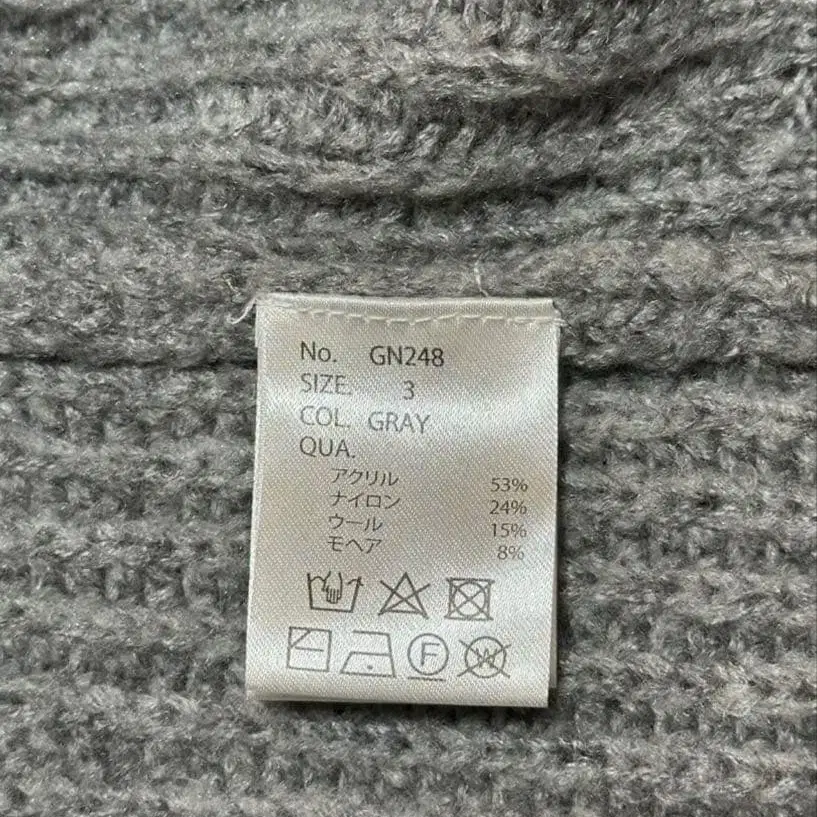 No. GN248
SIZE. 3
COL. GRAY
QUA.
アクリル 53%
ナイロン 24%
ウール 15%
モヘア 8%
F W